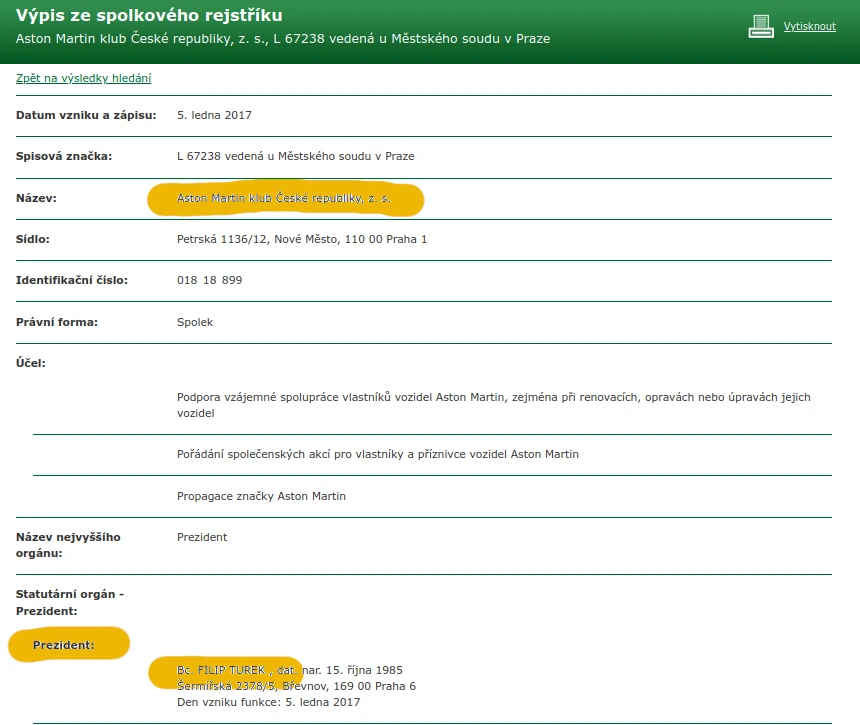 Výpis ze spolkového rejstříku
Aston Martin klub České republiky, z. s., L 67238 vedená u Městského soudu v Praze
Vytisknout
Zpět na výsledky hledání
Datum vzniku a zápisu: 5. ledna 2017
Spisová značka: L 67238 vedená u Městského soudu v Praze
Název: Aston Martin klub České republiky, z. s.
Sídlo: Petrská 1136/12, Nové Město, 110 00 Praha 1
Identifikační číslo: 018 18 899
Právní forma: Spolek
Účel:
Podpora vzájemné spolupráce vlastníků vozidel Aston Martin, zejména při renovacích, opravách nebo úpravách jejich
vozidel
Pořádání společenských akcí pro vlastníky a příznivce vozidel Aston Martin
Propagace značky Aston Martin
Název nejvyššího Prezident
orgánu:
Statutární orgán -
Prezident:
Prezident:
Bc. FILIP TUREK , dat. nar. 15. října 1985
Šermířská 2378/5, Břevnov, 169 00 Praha 6
Den vzniku funkce: 5. ledna 2017